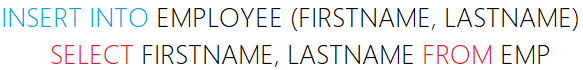 INSERT INTO EMPLOYEE (FIRSTNAME, LASTNAME)
SELECT FIRSTNAME, LASTNAME FROM EMP